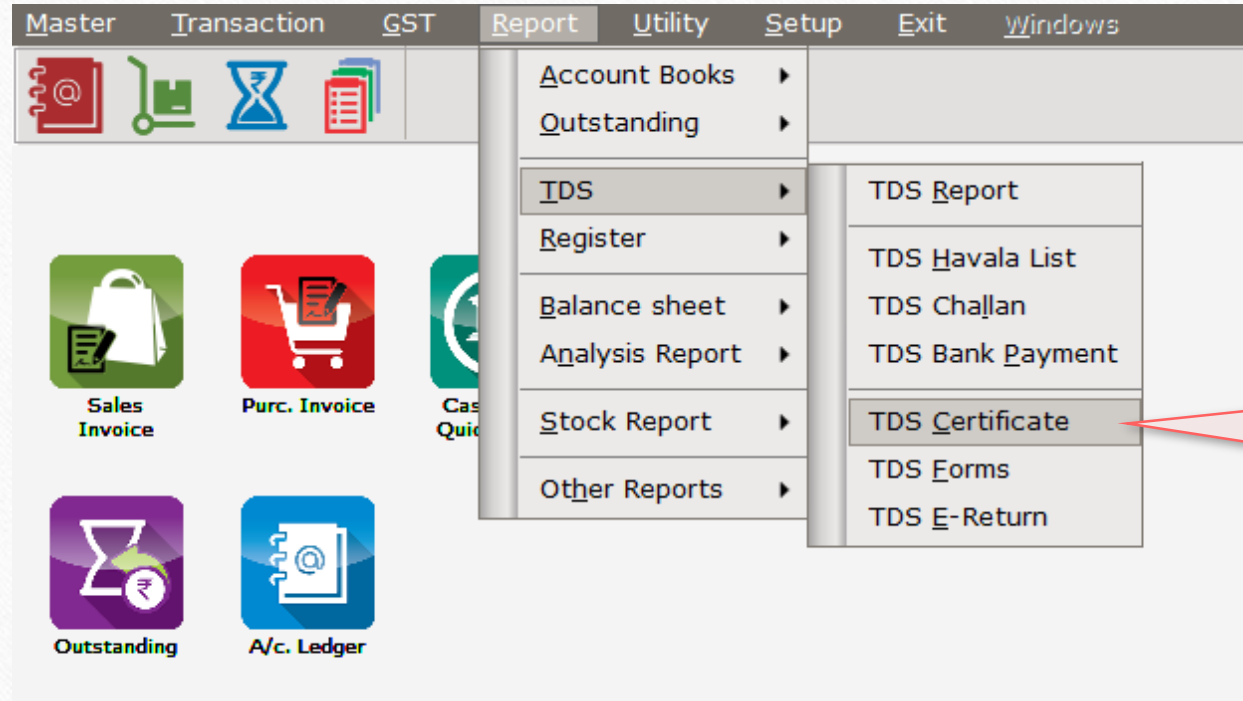 Master Transaction GST Report Utility Setup Exit Windows
Account Books
Outstanding
TDS
Register
Balance sheet
Analysis Report
Stock Report
Other Reports
TDS Report
TDS Havala List
TDS Challan
TDS Bank Payment
TDS Certificate
TDS Forms
TDS E-Return
Sales
Invoice
Purc. Invoice
Outstanding
A/c. Ledger